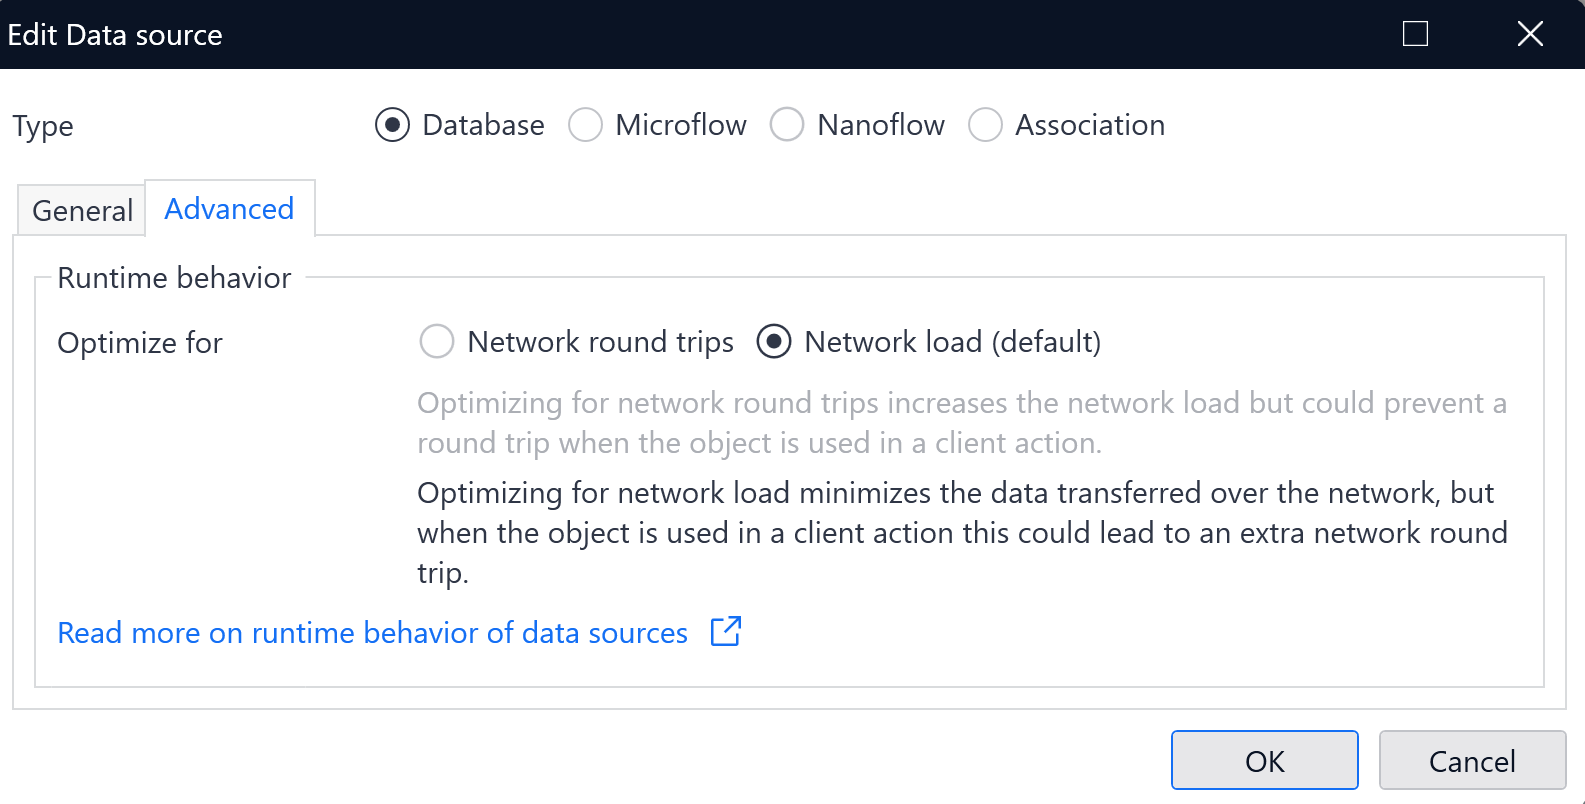 Edit Data source
Type
Database
Microflow
Nanoflow
Association
General
Advanced
Runtime behavior
Optimize for
Network round trips
Network load (default)
Optimizing for network round trips increases the network load but could prevent a
round trip when the object is used in a client action.
Optimizing for network load minimizes the data transferred over the network, but
when the object is used in a client action this could lead to an extra network round
trip.
Read more on runtime behavior of data sources
OK
Cancel